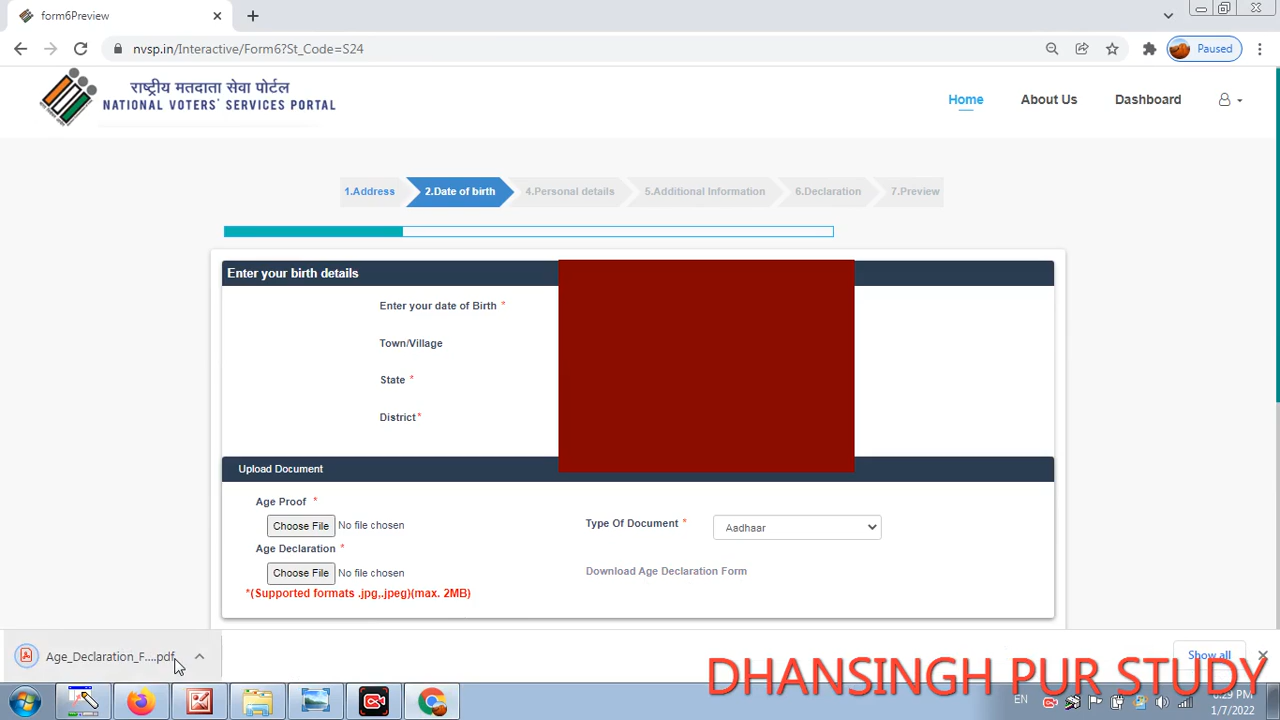 form6Preview
nvsp.in/Interactive/Form6?St_Code=S24
Paused
राष्ट्रीय मतदाता सेवा पोर्टल
NATIONAL VOTERS' SERVICES PORTAL
Home
About Us
Dashboard
1.Address
2.Date of birth
4.Personal details
5.Additional Information
6.Declaration
7.Preview
Enter your birth details
Enter your date of Birth *
Town/Village
State *
District*
Upload Document
Age Proof *
Choose File No file chosen
Type Of Document *
Aadhaar
Age Declaration *
Choose File No file chosen
Download Age Declaration Form
*(Supported formats .jpg,.jpeg)(max. 2MB)
Age_Declaration_F....pdf
Show all
DHANSINGH PUR STUDY
EN
:29 PM
1/7/2022